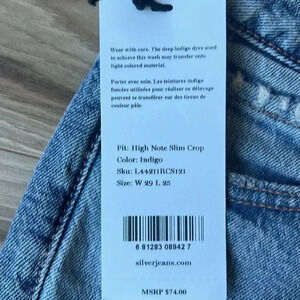 Wear with care. The deep indigo dyes used
to achieve this wash may transfer onto
light colored material.
Porter avec soin. Les teintures indigo
foncées utilisées pour réaliser ce délavage
peuvent se transférer sur des tissus de
couleur pâle.
Fit: High Note Slim Crop
Color: Indigo
Sku: L44211RCS121
Size: W 29 L 25
6 81283 08942 7
silverjeans.com
MSRP $74.00